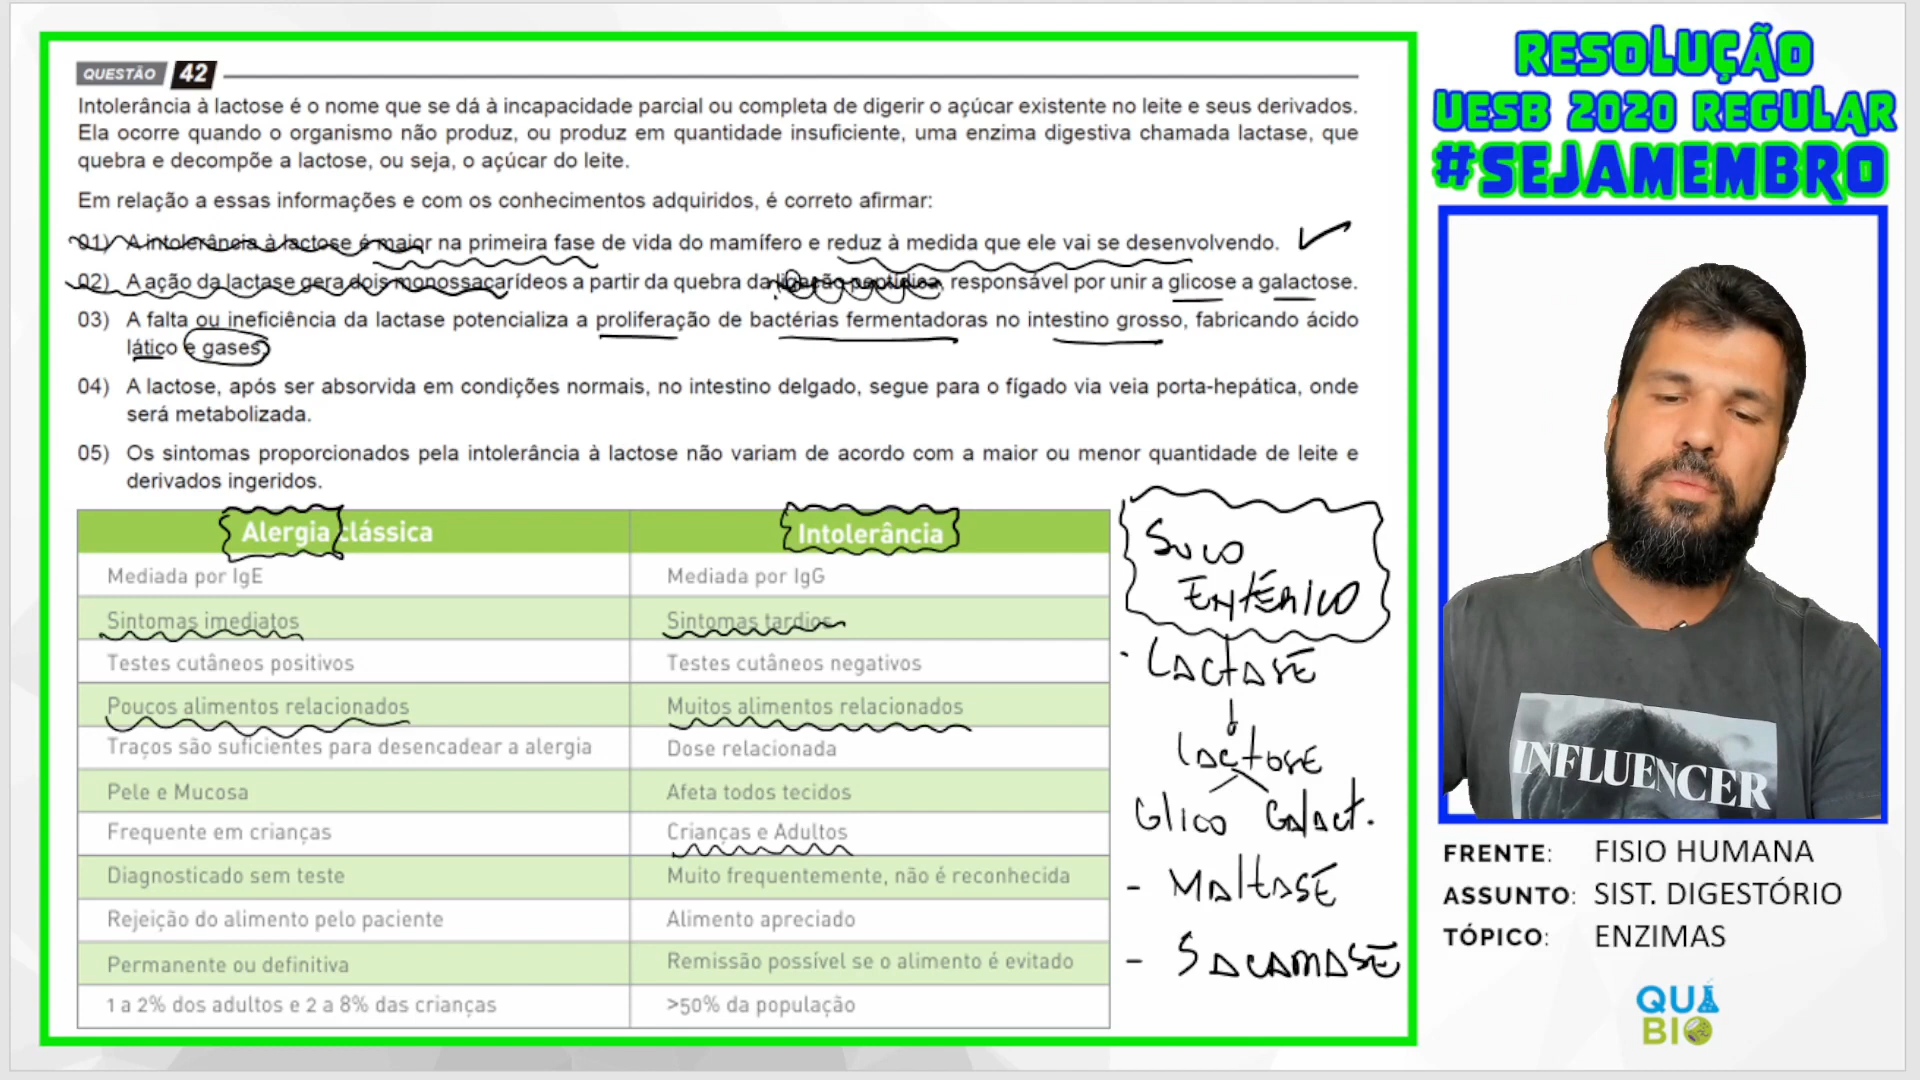 QUESTÃO 42
Intolerância à lactose é o nome que se dá à incapacidade parcial ou completa de digerir o açúcar existente no leite e seus derivados.
Ela ocorre quando o organismo não produz, ou produz em quantidade insuficiente, uma enzima digestiva chamada lactase, que
quebra e decompõe a lactose, ou seja, o açúcar do leite.
Em relação a essas informações e com os conhecimentos adquiridos, é correto afirmar:
01) A intolerância à lactose é maior na primeira fase de vida do mamífero e reduz à medida que ele vai se desenvolvendo.
02) A ação da lactase gera dois monossacarídeos a partir da quebra da ligação peptídica, responsável por unir a glicose a galactose.
03) A falta ou ineficiência da lactase potencializa a proliferação de bactérias fermentadoras no intestino grosso, fabricando ácido
lático e gases.
04) A lactose, após ser absorvida em condições normais, no intestino delgado, segue para o fígado via veia porta-hepática, onde
será metabolizada.
05) Os sintomas proporcionados pela intolerância à lactose não variam de acordo com a maior ou menor quantidade de leite e
derivados ingeridos.
Alergia clássica Intolerância
Mediada por IgE Mediada por IgG
Sintomas imediatos Sintomas tardios
Testes cutâneos positivos Testes cutâneos negativos
Poucos alimentos relacionados Muitos alimentos relacionados
Traços são suficientes para desencadear a alergia Dose relacionada
Pele e Mucosa Afeta todos tecidos
Frequente em crianças Crianças e Adultos
Diagnosticado sem teste Muito frequentemente, não é reconhecida
Rejeição do alimento pelo paciente Alimento apreciado
Permanente ou definitiva Remissão possível se o alimento é evitado
1 a 2% dos adultos e 2 a 8% das crianças >50% da população
SUCO
ENTÉRICO
· LACTASE
LACTOSE
Glico Galact.
- MALTASE
- SACARASE
RESOLUÇÃO
UESB 2020 REGULAR
#SEJAMEMBRO
INFLUENCER
FRENTE: FISIO HUMANA
ASSUNTO: SIST. DIGESTÓRIO
TÓPICO: ENZIMAS
QUÍ
BIO